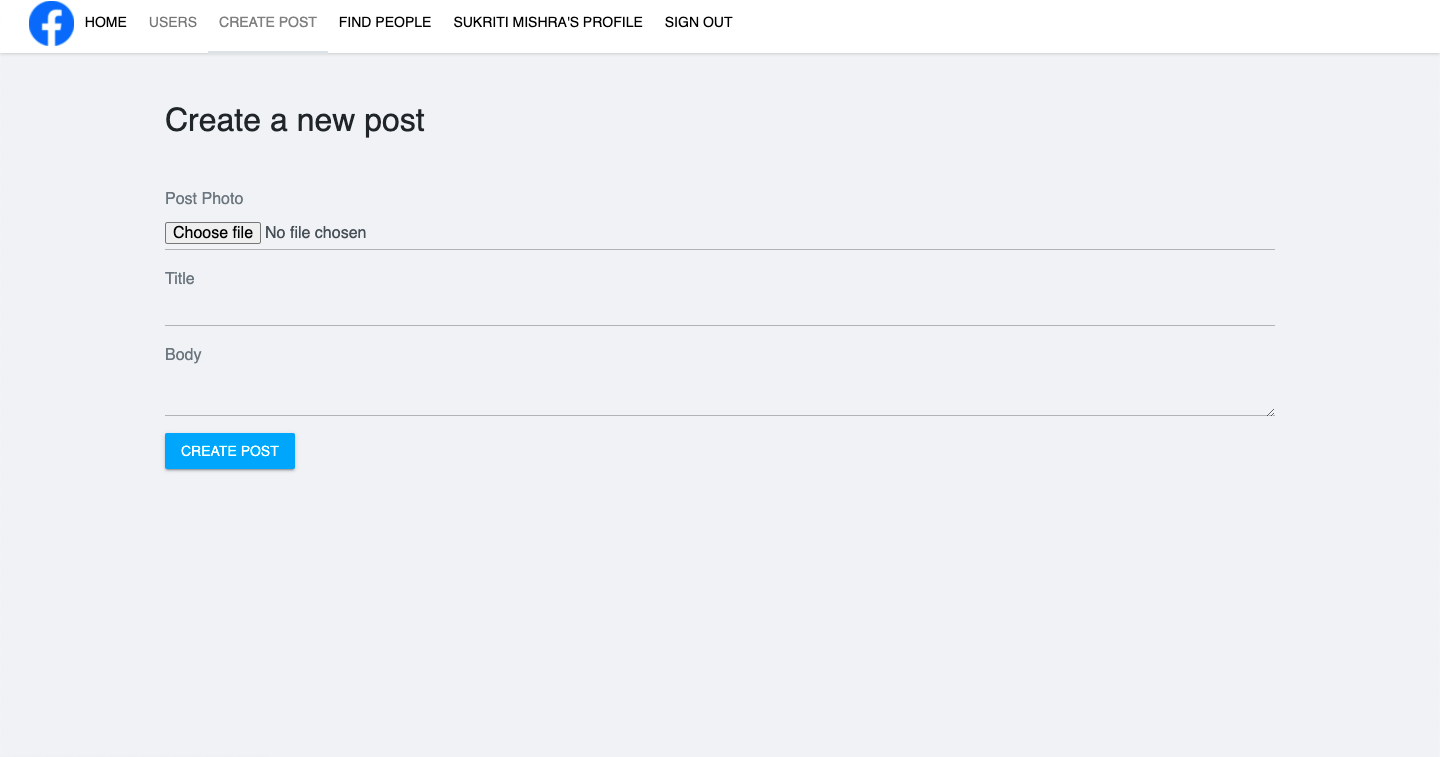 HOME USERS CREATE POST FIND PEOPLE SUKRITI MISHRA'S PROFILE SIGN OUT
Create a new post
Post Photo
Choose file No file chosen
Title
Body
CREATE POST